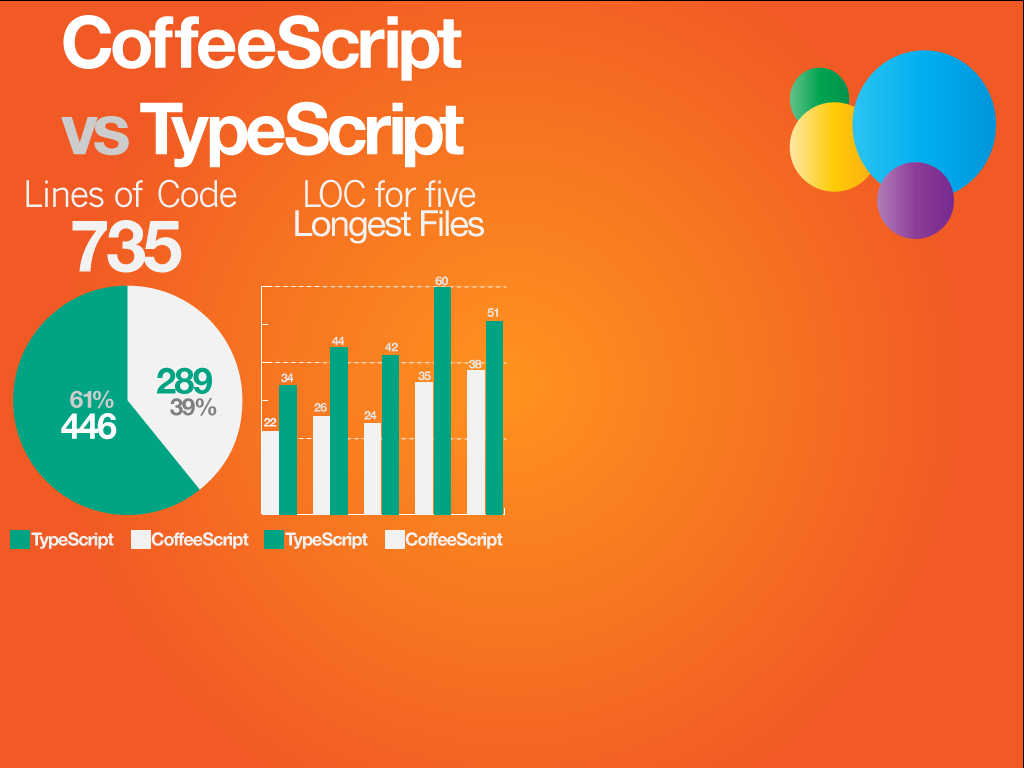 CoffeeScript
vs TypeScript
Lines of Code
735
LOC for five
Longest Files
289
39%
61%
446
22
34
26
44
24
42
35
60
38
51
TypeScript
CoffeeScript
TypeScript
CoffeeScript